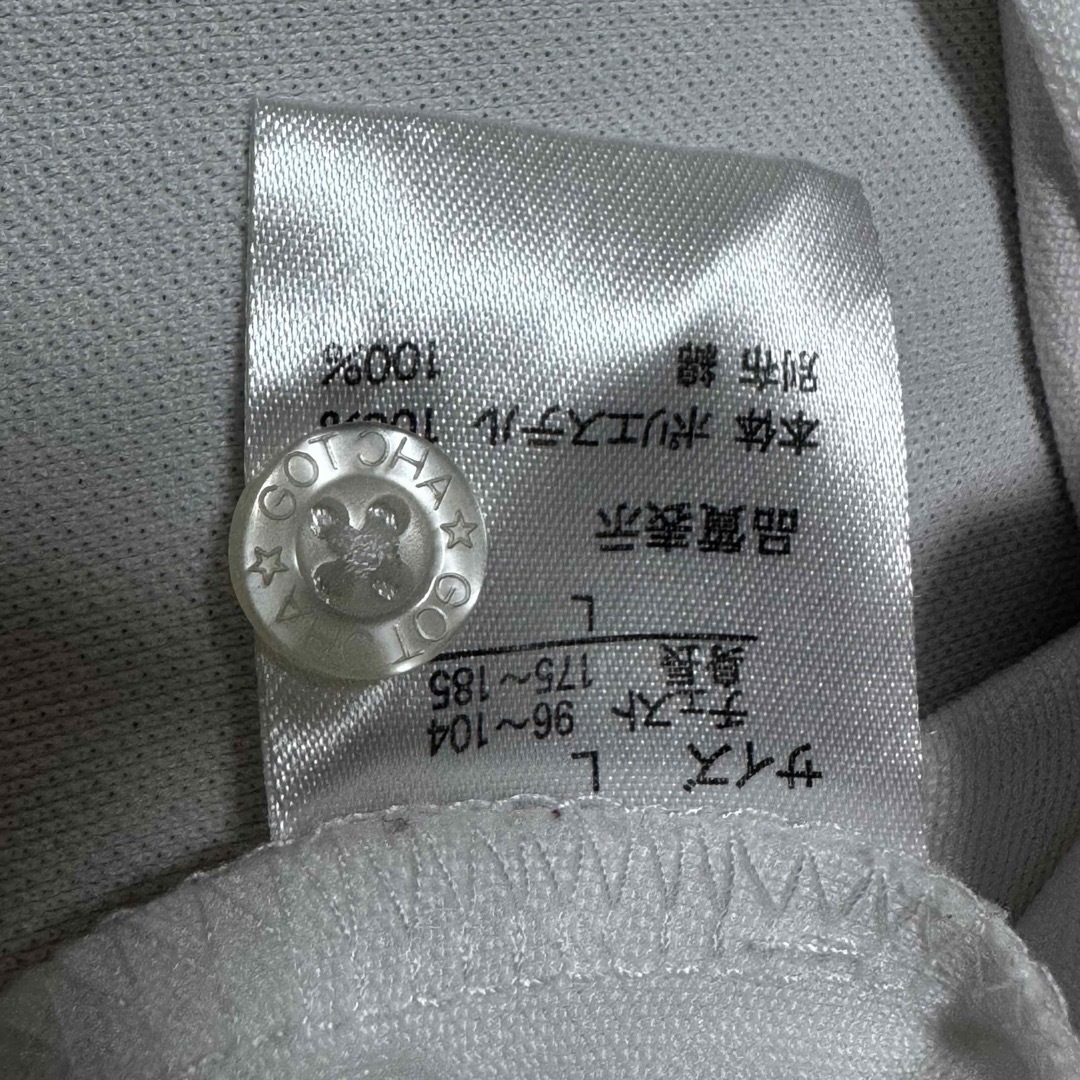 サイズ L
チェスト 96～104
身長 175～185
L
品質表示
本体 ポリエステル 100%
別布 綿 100%
GOTCHA ★ GOT A ★